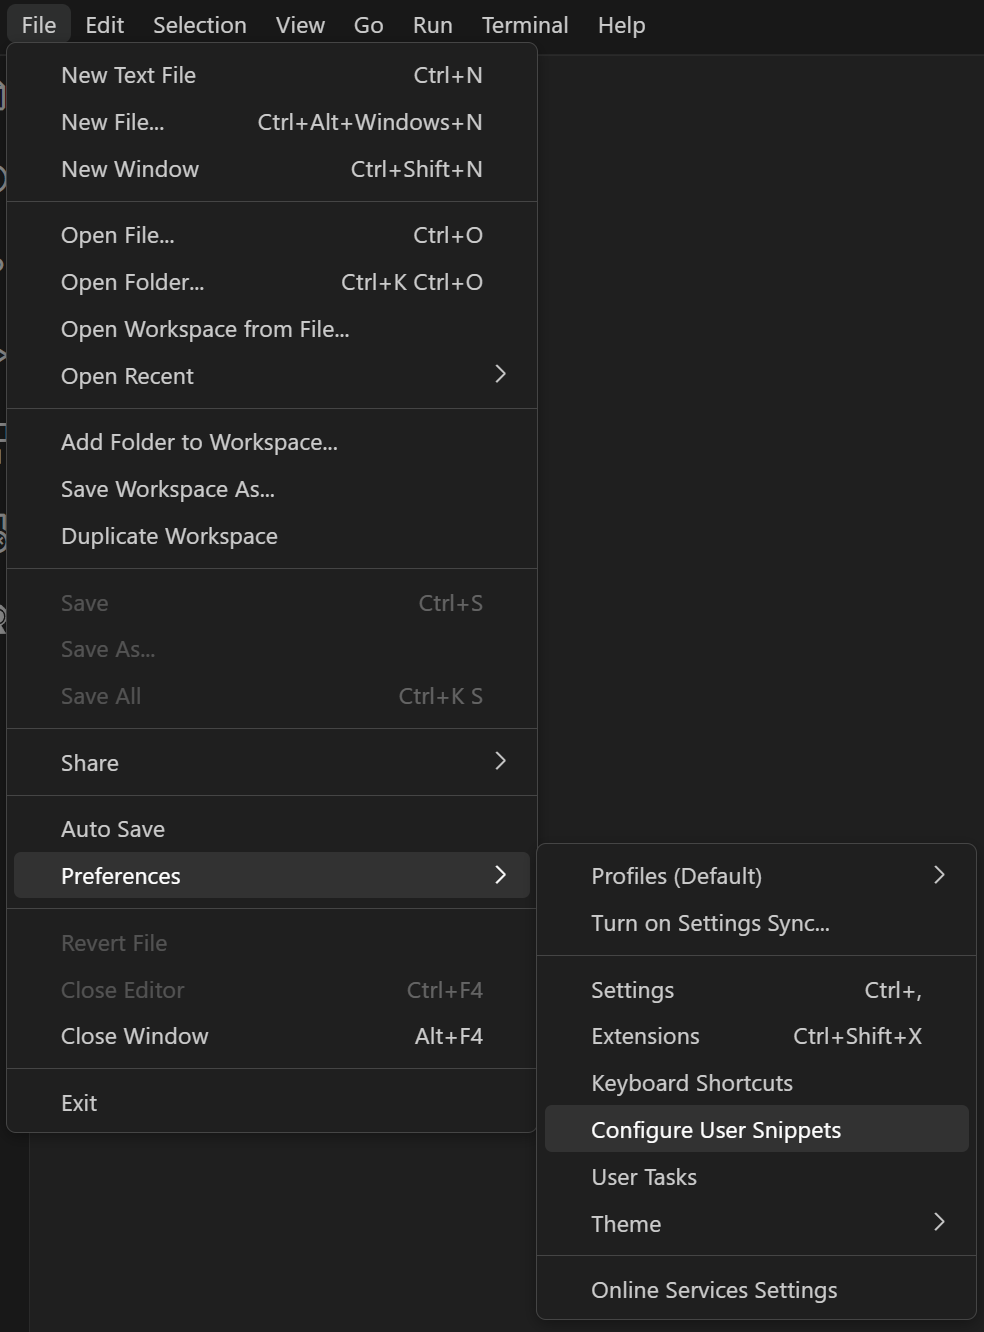 File Edit Selection View Go Run Terminal Help
New Text File Ctrl+N
New File... Ctrl+Alt+Windows+N
New Window Ctrl+Shift+N
Open File... Ctrl+O
Open Folder... Ctrl+K Ctrl+O
Open Workspace from File...
Open Recent
Add Folder to Workspace...
Save Workspace As...
Duplicate Workspace
Save Ctrl+S
Save As...
Save All Ctrl+K S
Share
Auto Save
Preferences
Revert File
Close Editor Ctrl+F4
Close Window Alt+F4
Exit
Profiles (Default)
Turn on Settings Sync...
Settings Ctrl+,
Extensions Ctrl+Shift+X
Keyboard Shortcuts
Configure User Snippets
User Tasks
Theme
Online Services Settings